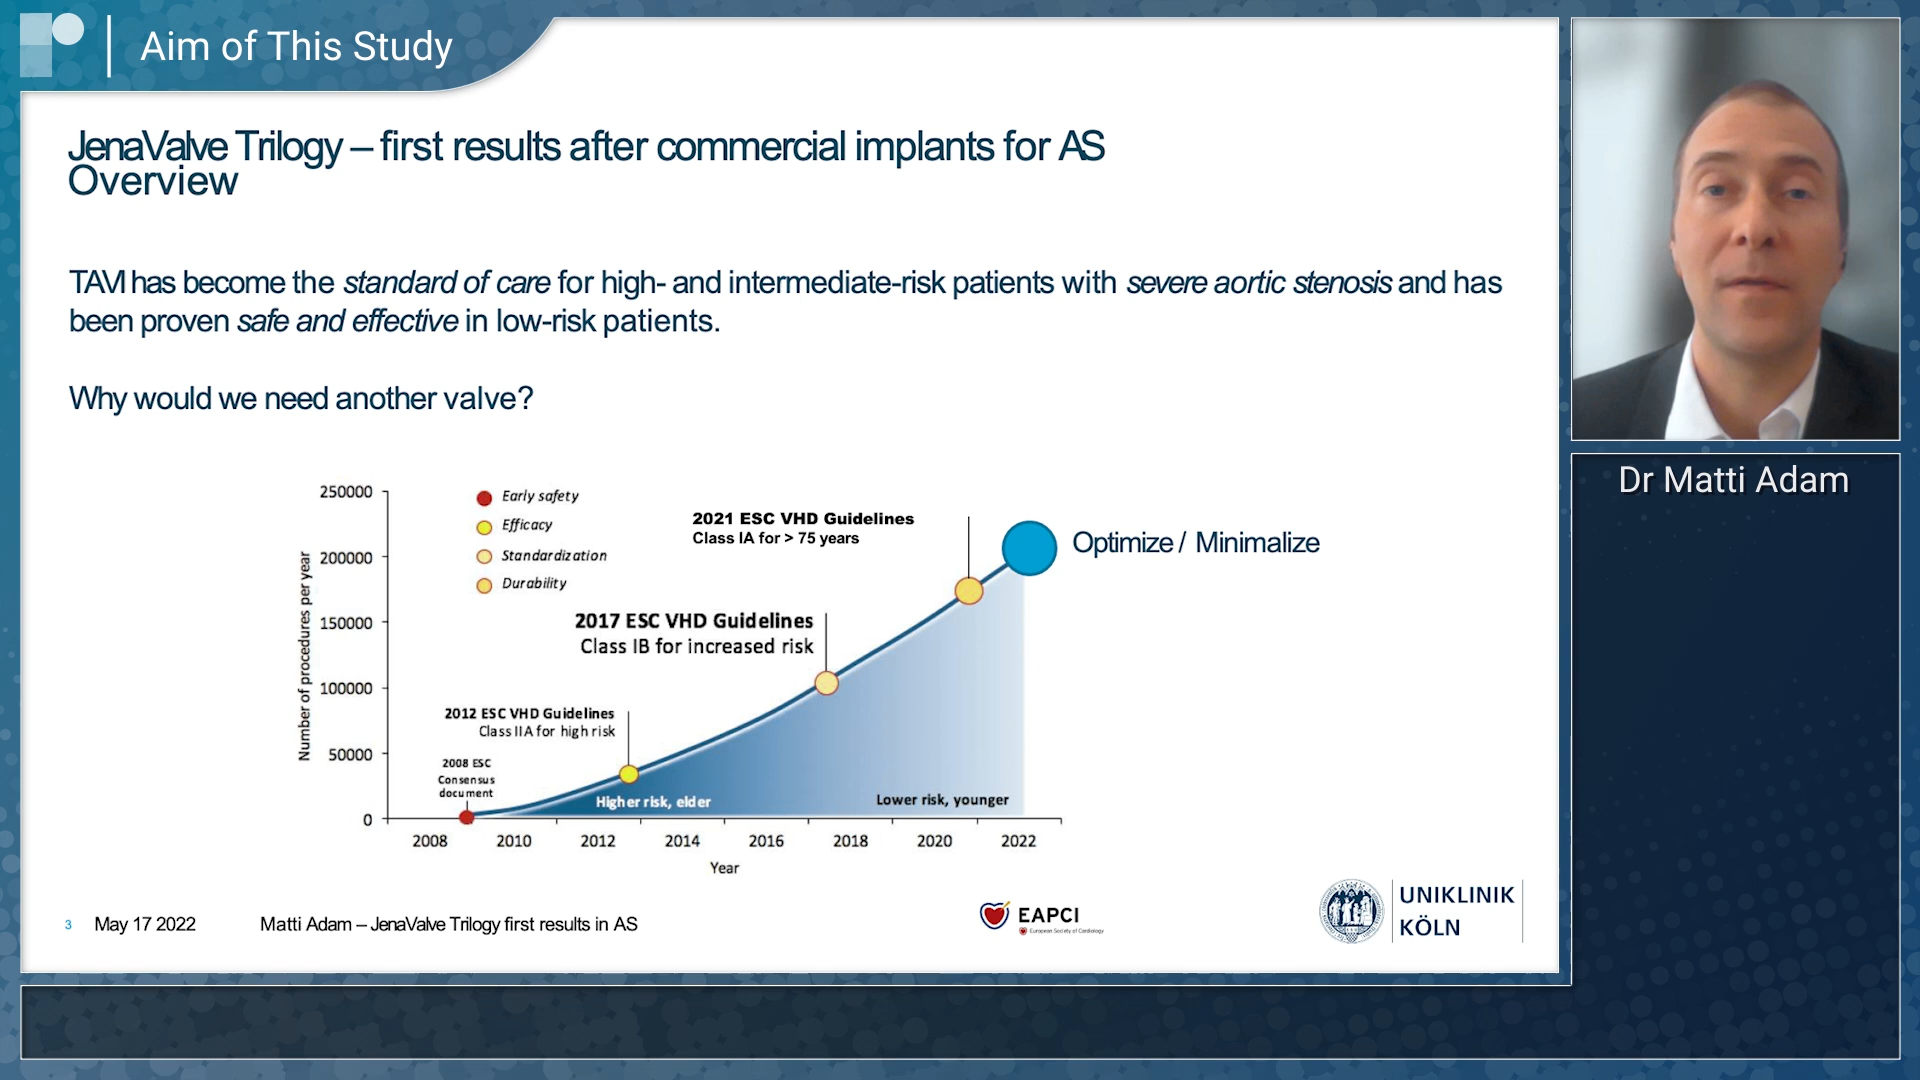 Aim of This Study
JenaValve Trilogy – first results after commercial implants for AS
Overview
TAVI has become the standard of care for high- and intermediate-risk patients with severe aortic stenosis and has
been proven safe and effective in low-risk patients.
Why would we need another valve?
Number of procedures per year
250000
200000
150000
100000
50000
0
Early safety
Efficacy
Standardization
Durability
2021 ESC VHD Guidelines
Class IA for > 75 years
Optimize / Minimalize
2017 ESC VHD Guidelines
Class IB for increased risk
2012 ESC VHD Guidelines
Class IIA for high risk
2008 ESC
Consensus
document
Higher risk, elder
Lower risk, younger
2008 2010 2012 2014 2016 2018 2020 2022
Year
3 May 17 2022 Matti Adam – JenaValve Trilogy first results in AS
EAPCI
European Society of Cardiology
UNIKLINIK
KÖLN
Dr Matti Adam